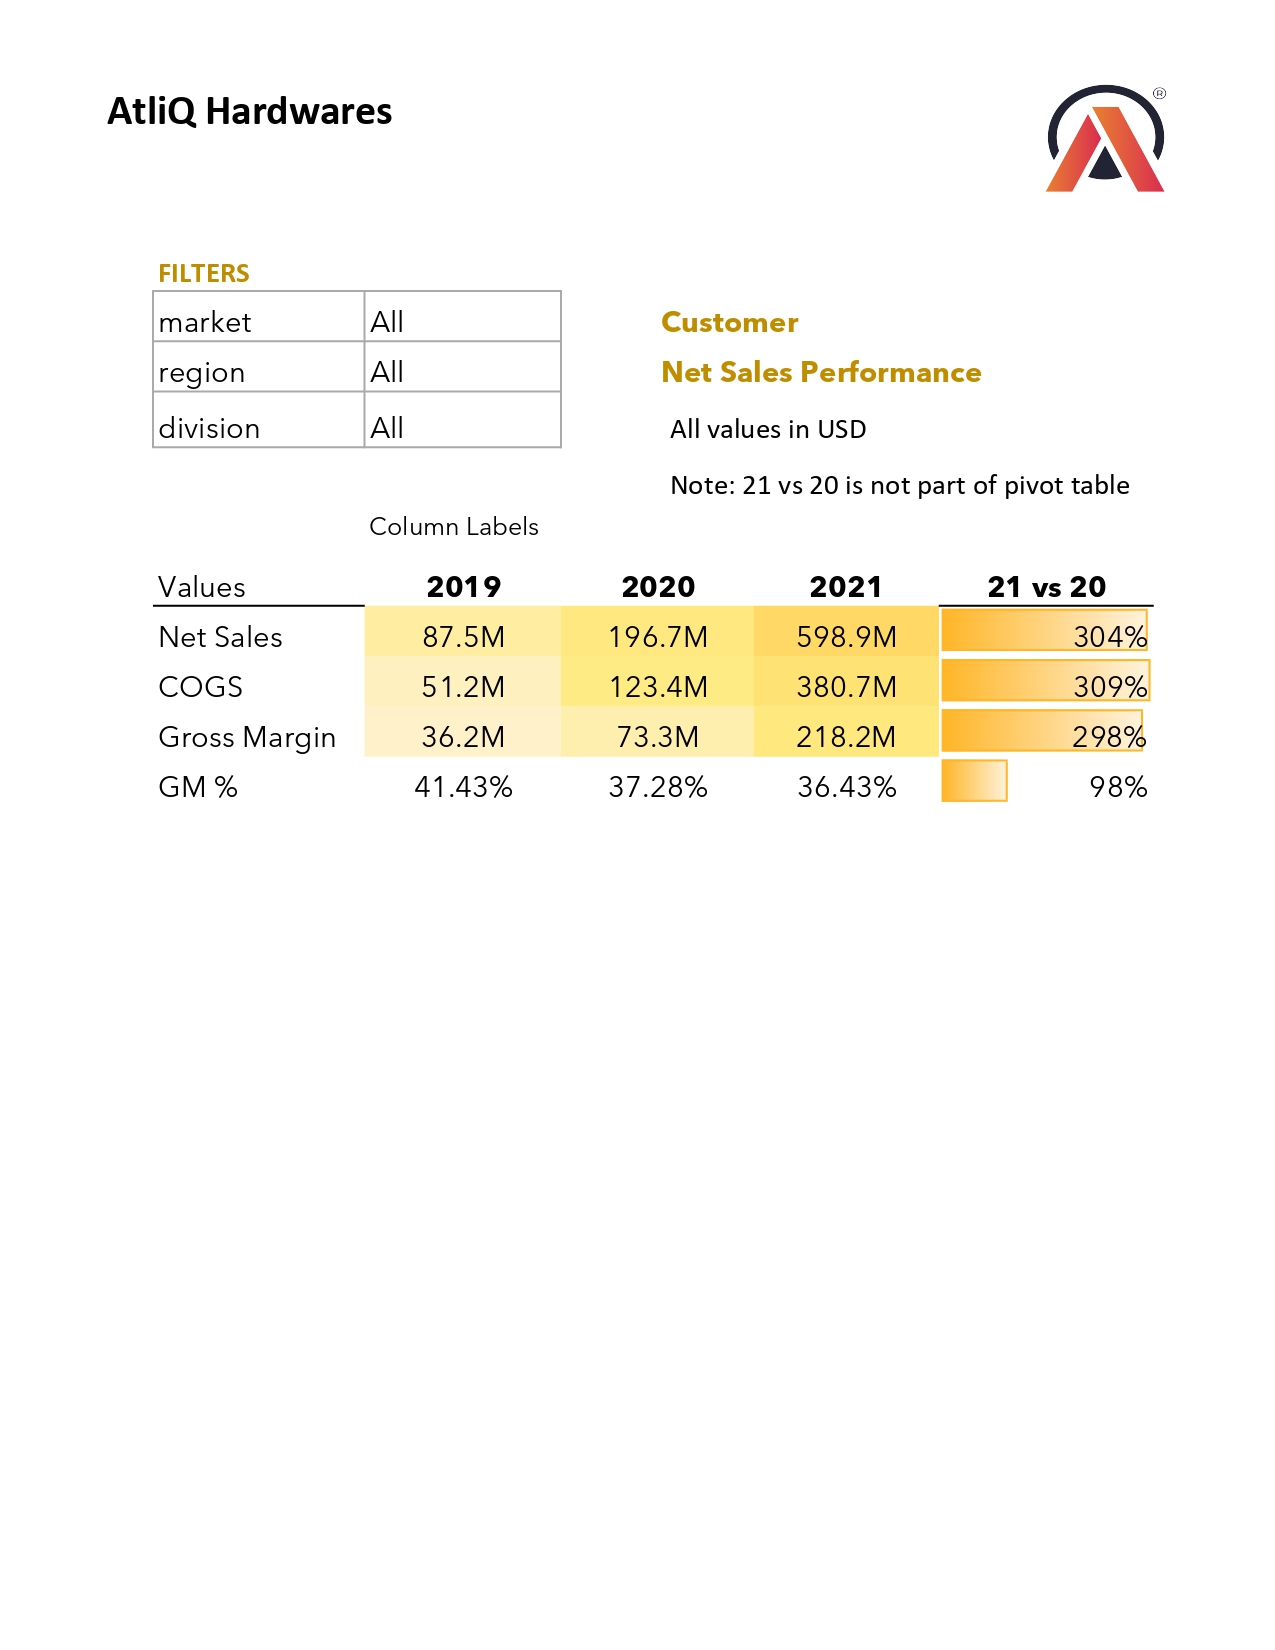 AtliQ Hardwares
®
FILTERS
market All
region All
division All
Customer
Net Sales Performance
All values in USD
Note: 21 vs 20 is not part of pivot table
Column Labels
Values 2019 2020 2021 21 vs 20
Net Sales 87.5M 196.7M 598.9M 304%
COGS 51.2M 123.4M 380.7M 309%
Gross Margin 36.2M 73.3M 218.2M 298%
GM % 41.43% 37.28% 36.43% 98%